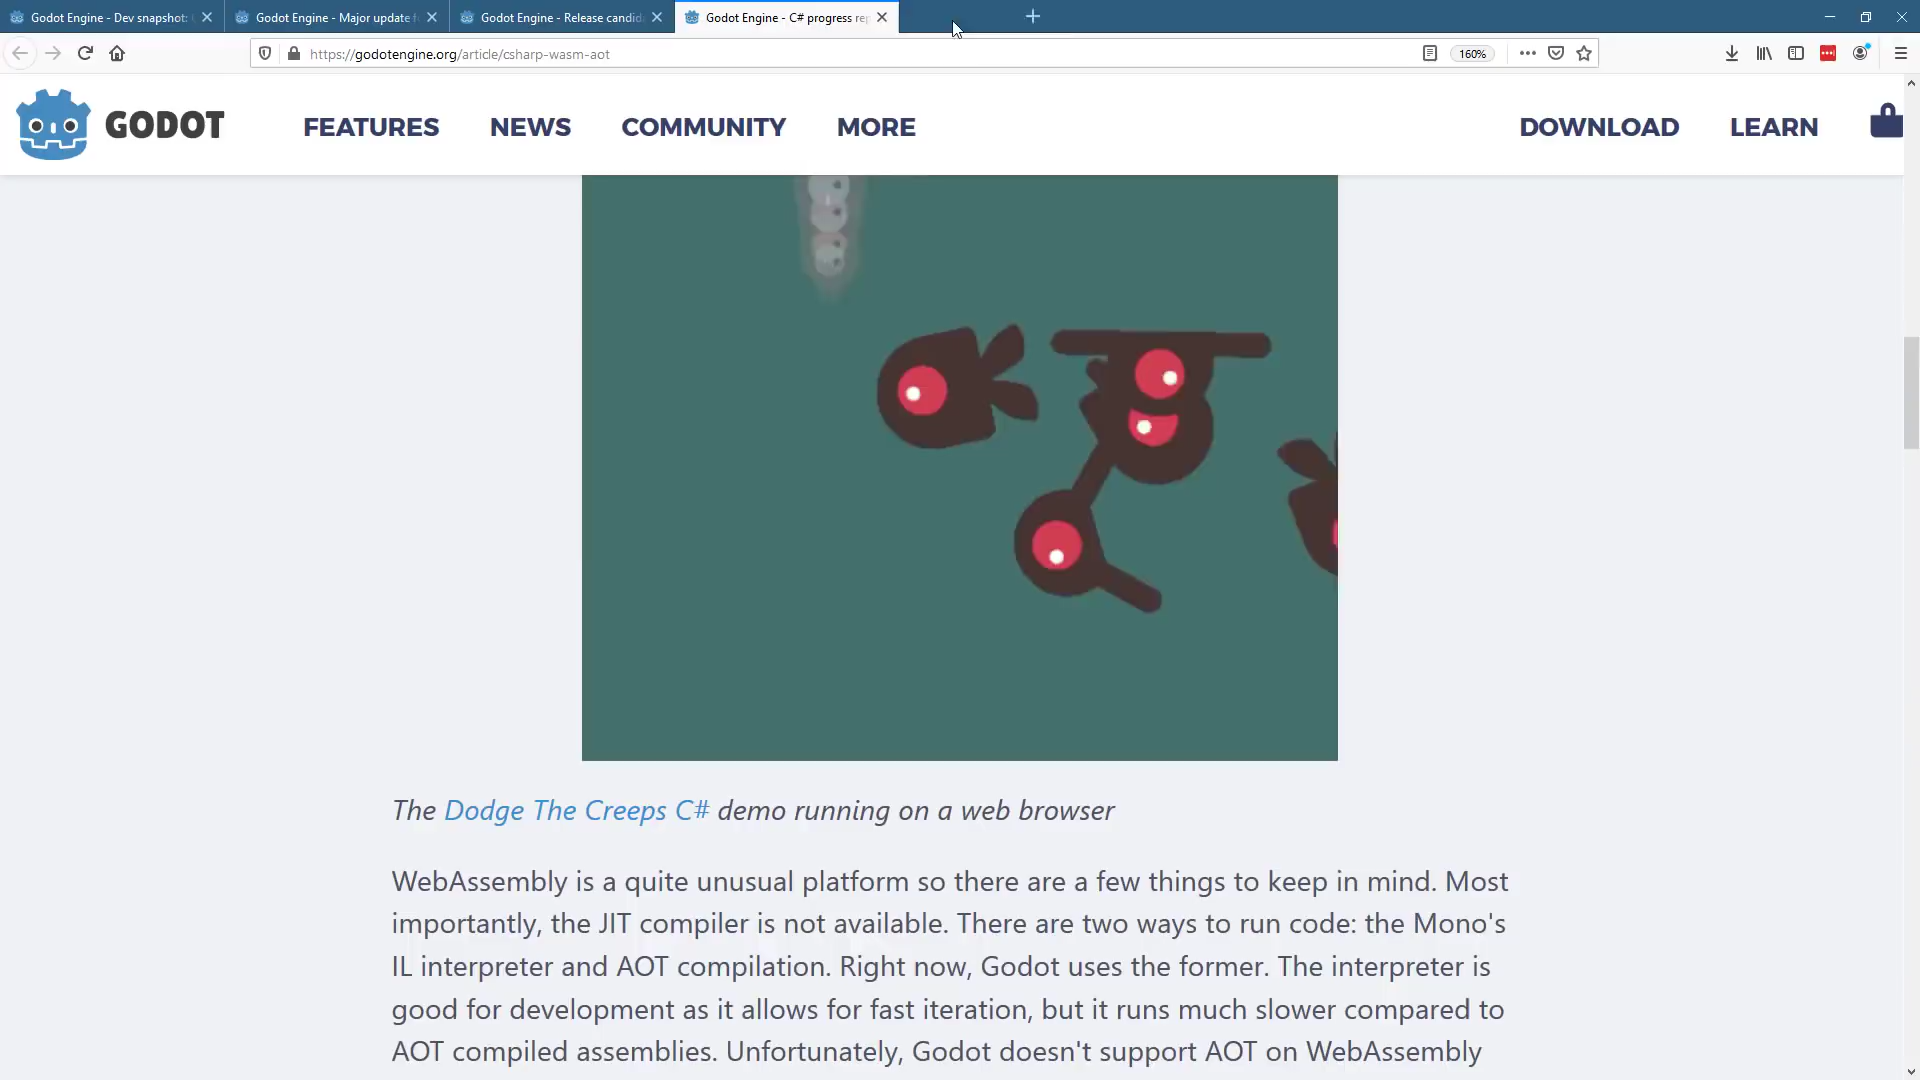 Godot Engine - Dev snapshot:
Godot Engine - Major update
Godot Engine - Release candid
Godot Engine - C# progress re
https://godotengine.org/article/csharp-wasm-aot
160%
GODOT
FEATURES
NEWS
COMMUNITY
MORE
DOWNLOAD
LEARN
The Dodge The Creeps C# demo running on a web browser
WebAssembly is a quite unusual platform so there are a few things to keep in mind. Most
importantly, the JIT compiler is not available. There are two ways to run code: the Mono's
IL interpreter and AOT compilation. Right now, Godot uses the former. The interpreter is
good for development as it allows for fast iteration, but it runs much slower compared to
AOT compiled assemblies. Unfortunately, Godot doesn't support AOT on WebAssembly